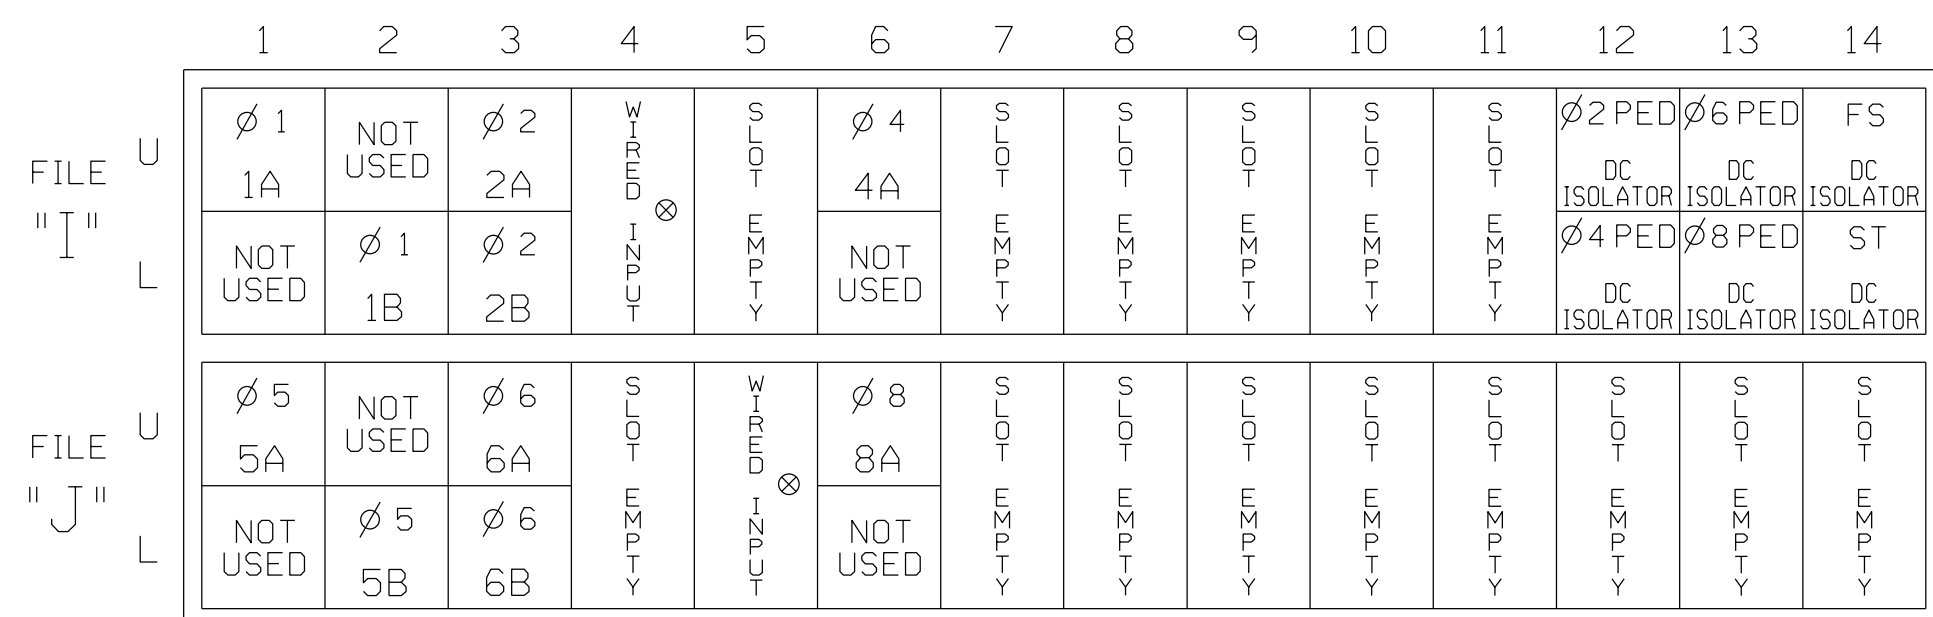 1 2 3 4 5 6 7 8 9 10 11 12 13 14
FILE "I"
U
L
Ø 1
1A
NOT
USED
Ø 2
2A
WIRED INPUT
SLOT EMPTY
Ø 4
4A
SLOT EMPTY
SLOT EMPTY
SLOT EMPTY
SLOT EMPTY
SLOT EMPTY
Ø2 PED
DC
ISOLATOR
Ø6 PED
DC
ISOLATOR
FS
DC
ISOLATOR
NOT
USED
Ø 1
1B
Ø 2
2B
NOT
USED
Ø4 PED
DC
ISOLATOR
Ø8 PED
DC
ISOLATOR
ST
DC
ISOLATOR
FILE "J"
U
L
Ø 5
5A
NOT
USED
Ø 6
6A
SLOT EMPTY
WIRED INPUT
Ø 8
8A
SLOT EMPTY
SLOT EMPTY
SLOT EMPTY
SLOT EMPTY
SLOT EMPTY
SLOT EMPTY
SLOT EMPTY
SLOT EMPTY
NOT
USED
Ø 5
5B
Ø 6
6B
NOT
USED